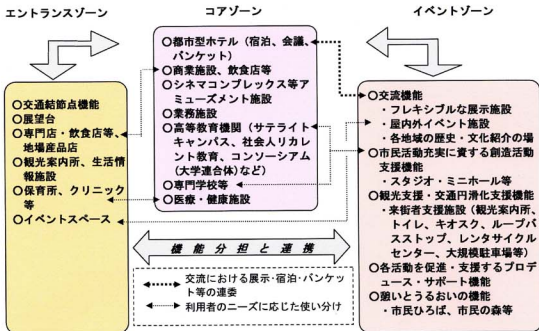 エントランスゾーン
コアゾーン
イベントゾーン
○交通結節点機能
○展望台
○専門店・飲食店等、
地場産品店
○観光案内所、生活情
報施設
○保育所、クリニック
等
○イベントスペース
○都市型ホテル（宿泊、会議、
バンケット）
○商業施設、飲食店等
○シネマコンプレックス等ア
ミューズメント施設
○業務施設
○高等教育機関（サテライト
キャンパス、社会人リカレ
ント教育、コンソーシアム
（大学連合体）など）
○専門学校等
○医療・健康施設
○交流機能
・フレキシブルな展示施設
・屋内外イベント施設
・各地域の歴史・文化紹介の場
○市民活動充実に資する創造活動
支援機能
・スタジオ・ミニホール等
○観光支援・交通円滑化支援機能
・来街者支援施設（観光案内所、
トイレ、キオスク、ループバ
スストップ、レンタサイクル
センター、大規模駐車場等）
○各活動を促進・支援するプロデ
ュース・サポート機能
○憩いとうるおいの機能
・市民ひろば、市民の森等
機能分担と連携
交流における展示・宿泊・バンケッ
ト等の連委
利用者のニーズに応じた使い分け